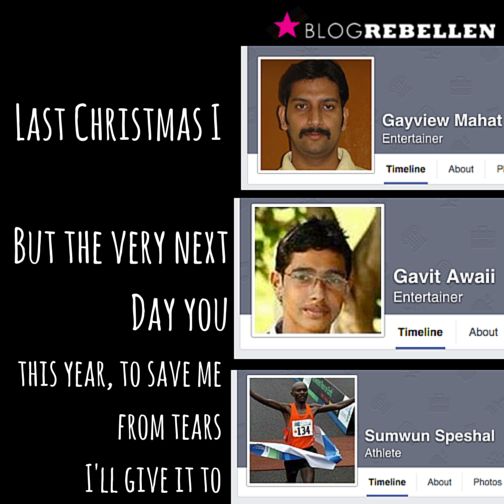 BLOGREBELLEN
LAST CHRISTMAS I
Gayview Mahat
Entertainer
Timeline About P
BUT THE VERY NEXT
DAY YOU
Gavit Awaii
Entertainer
Timeline About
THIS YEAR, TO SAVE ME
FROM TEARS
I'LL GIVE IT TO
134
Sumwun Speshal
Athlete
Timeline About Photos